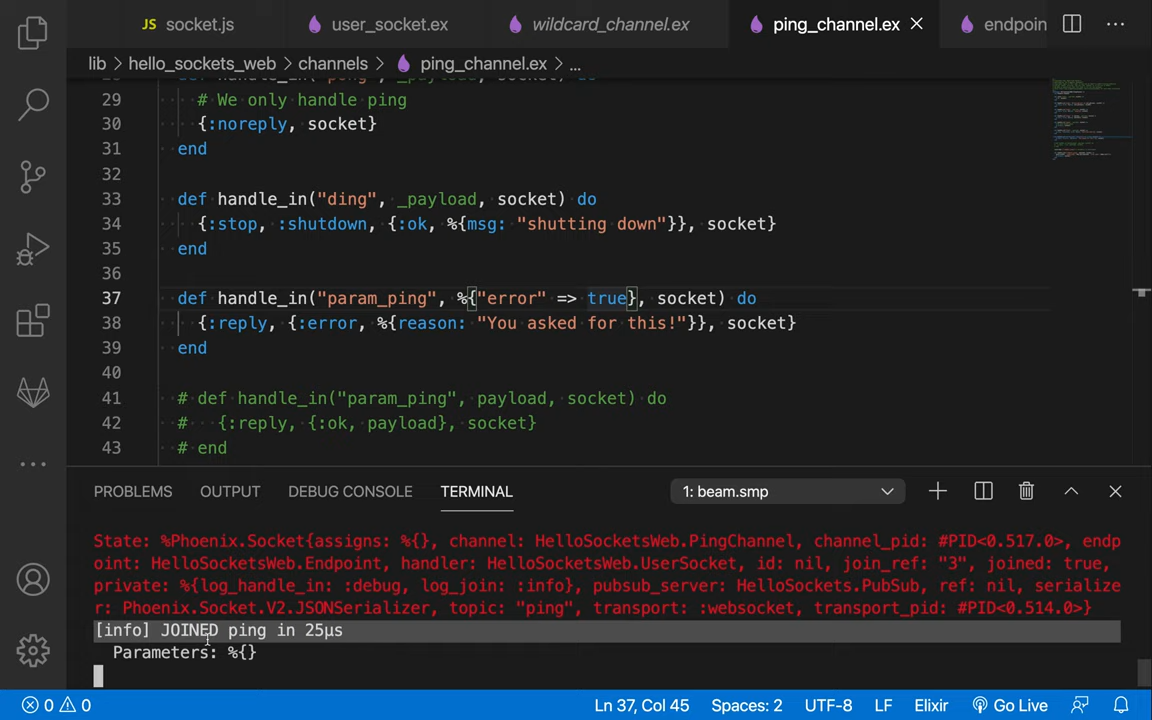 JS socket.js user_socket.ex wildcard_channel.ex ping_channel.ex endpoin
lib > hello_sockets_web > channels > ping_channel.ex > ...
29 # We only handle ping
30 {:noreply, socket}
31 end
32
33 def handle_in("ding", _payload, socket) do
34 {:stop, :shutdown, {:ok, %{msg: "shutting down"}}, socket}
35 end
36
37 def handle_in("param_ping", %{"error" => true}, socket) do
38 {:reply, {:error, %{reason: "You asked for this!"}}, socket}
39 end
40
41 # def handle_in("param_ping", payload, socket) do
42 #   {:reply, {:ok, payload}, socket}
43 # end
PROBLEMS OUTPUT DEBUG CONSOLE TERMINAL 1: beam.smp
State: %Phoenix.Socket{assigns: %{}, channel: HelloSocketsWeb.PingChannel, channel_pid: #PID<0.517.0>, endp
oint: HelloSocketsWeb.Endpoint, handler: HelloSocketsWeb.UserSocket, id: nil, join_ref: "3", joined: true,
private: %{log_handle_in: :debug, log_join: :info}, pubsub_server: HelloSockets.PubSub, ref: nil, serialize
r: Phoenix.Socket.V2.JSONSerializer, topic: "ping", transport: :websocket, transport_pid: #PID<0.514.0>}
[info] JOINED ping in 25µs
Parameters: %{}
0 0 Ln 37, Col 45 Spaces: 2 UTF-8 LF Elixir Go Live